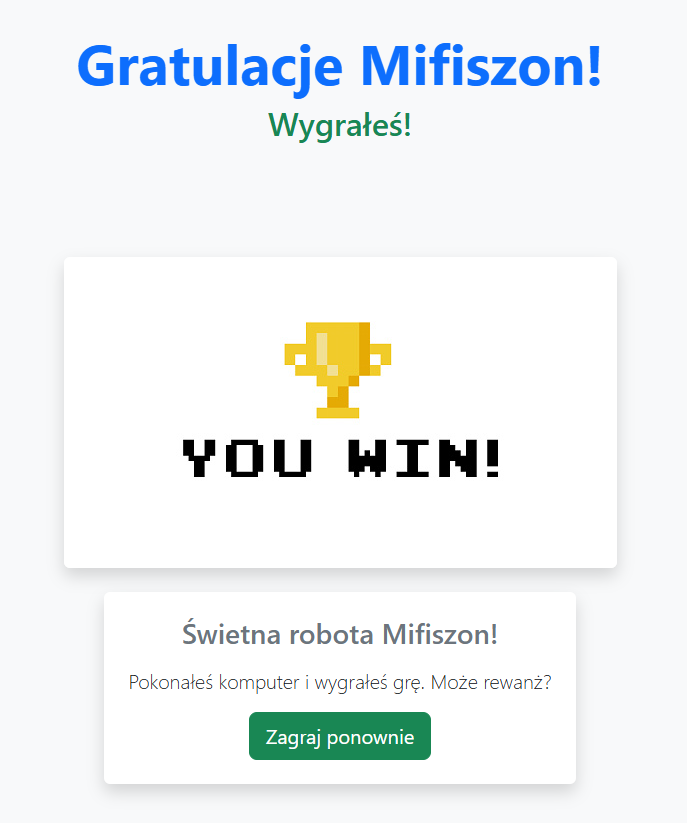 Gratulacje Mifiszon!
Wygrałeś!
YOU WIN!
Świetna robota Mifiszon!
Pokonałeś komputer i wygrałeś grę. Może rewanż?
Zagraj ponownie